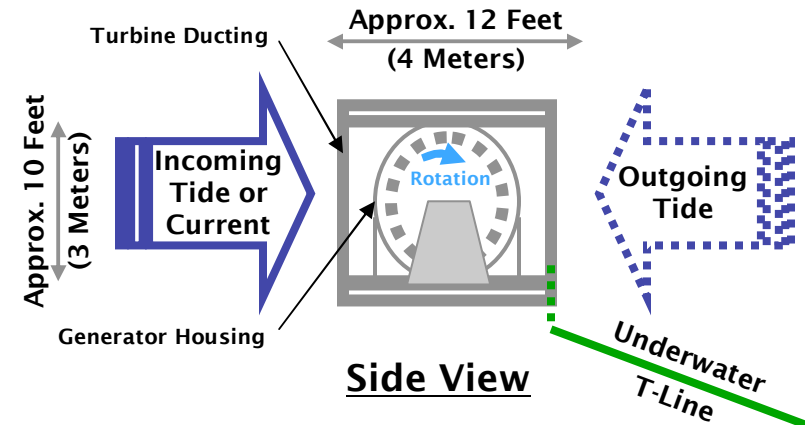 Approx. 12 Feet
(4 Meters)
Turbine Ducting
Approx. 10 Feet
(3 Meters)
Incoming
Tide or
Current
Rotation
Outgoing
Tide
Generator Housing
Side View
Underwater
T-Line